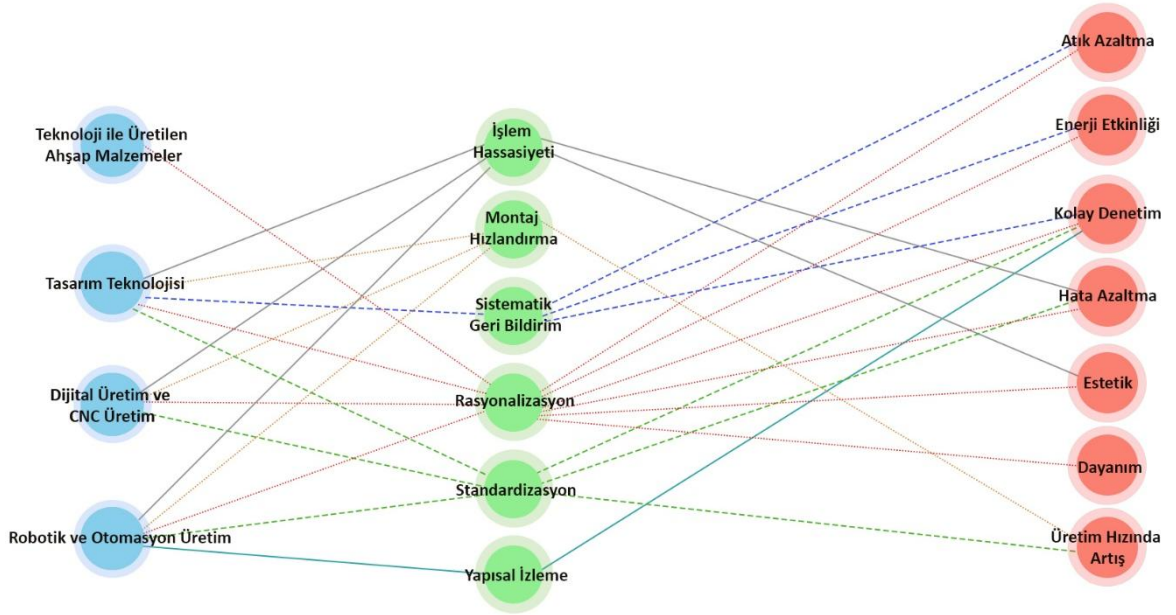 Teknoloji ile Üretilen
Ahşap Malzemeler
Tasarım Teknolojisi
Dijital Üretim ve
CNC Üretim
Robotik ve Otomasyon Üretim
İşlem
Hassasiyeti
Montaj
Hızlandırma
Sistematik
Geri Bildirim
Rasyonalizasyon
Standardizasyon
Yapısal İzleme
Atık Azaltma
Enerji Etkinliği
Kolay Denetim
Hata Azaltma
Estetik
Dayanım
Üretim Hızında
Artış